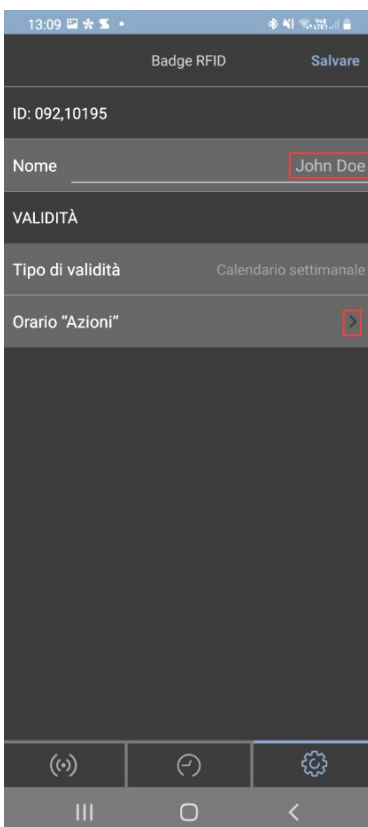 13:09
Badge RFID
Salvare
ID: 092,10195
Nome
John Doe
VALIDITÀ
Tipo di validità
Calendario settimanale
Orario "Azioni"